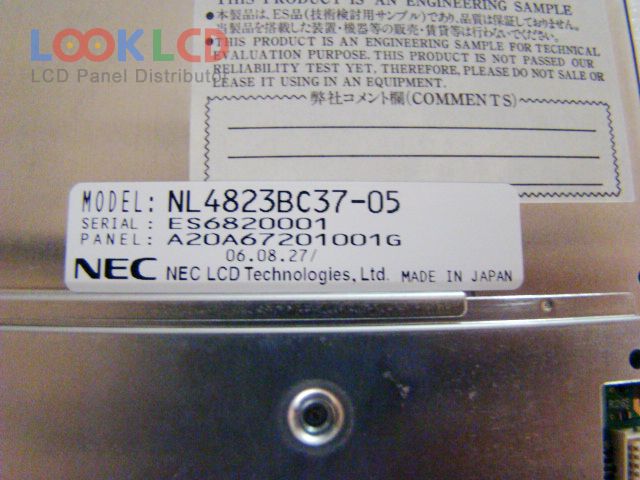 THIS PRODUCT IS AN ENGINEERING SAMPLE
●本製品は、ES品(技術検討用サンプル)であり、品質は保証しておりません。
当製品を搭載した装置・機器等の販売・賃貸等は行わないでください。
●THIS PRODUCT IS AN ENGINEERING SAMPLE FOR TECHNICAL
EVALUATION PURPOSE. THIS PRODUCT IS NOT PASSED OUR
RELIABILITY TEST YET, THEREFORE, PLEASE DO NOT SALE OR
LEASE IT USING IN AN EQUIPMENT.
弊社コメント欄(COMMENTS)
LOOK LCD
LCD Panel Distributor
MODEL: NL4823BC37-05
SERIAL: ES6820001
PANEL: A20A67201001G
06.08.27/
NEC NEC LCD Technologies, Ltd. MADE IN JAPAN